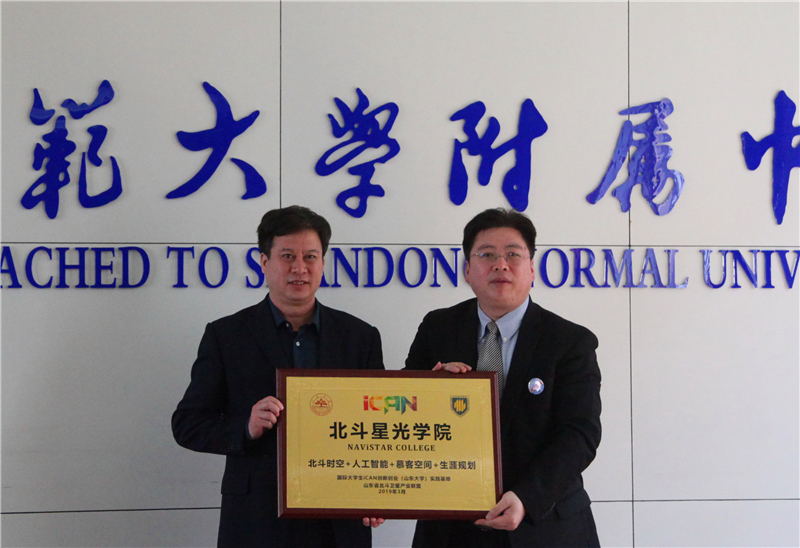 範大学附属中
ACHED TO SHANDONG NORMAL UNIV
iCAN
北斗星光学院
NAViSTAR COLLEGE
北斗时空+人工智能+慕客空间+生涯规划
国际大学生iCAN创新创业（山东大学）实践基地
山东省北斗卫星产业联盟
2019年3月